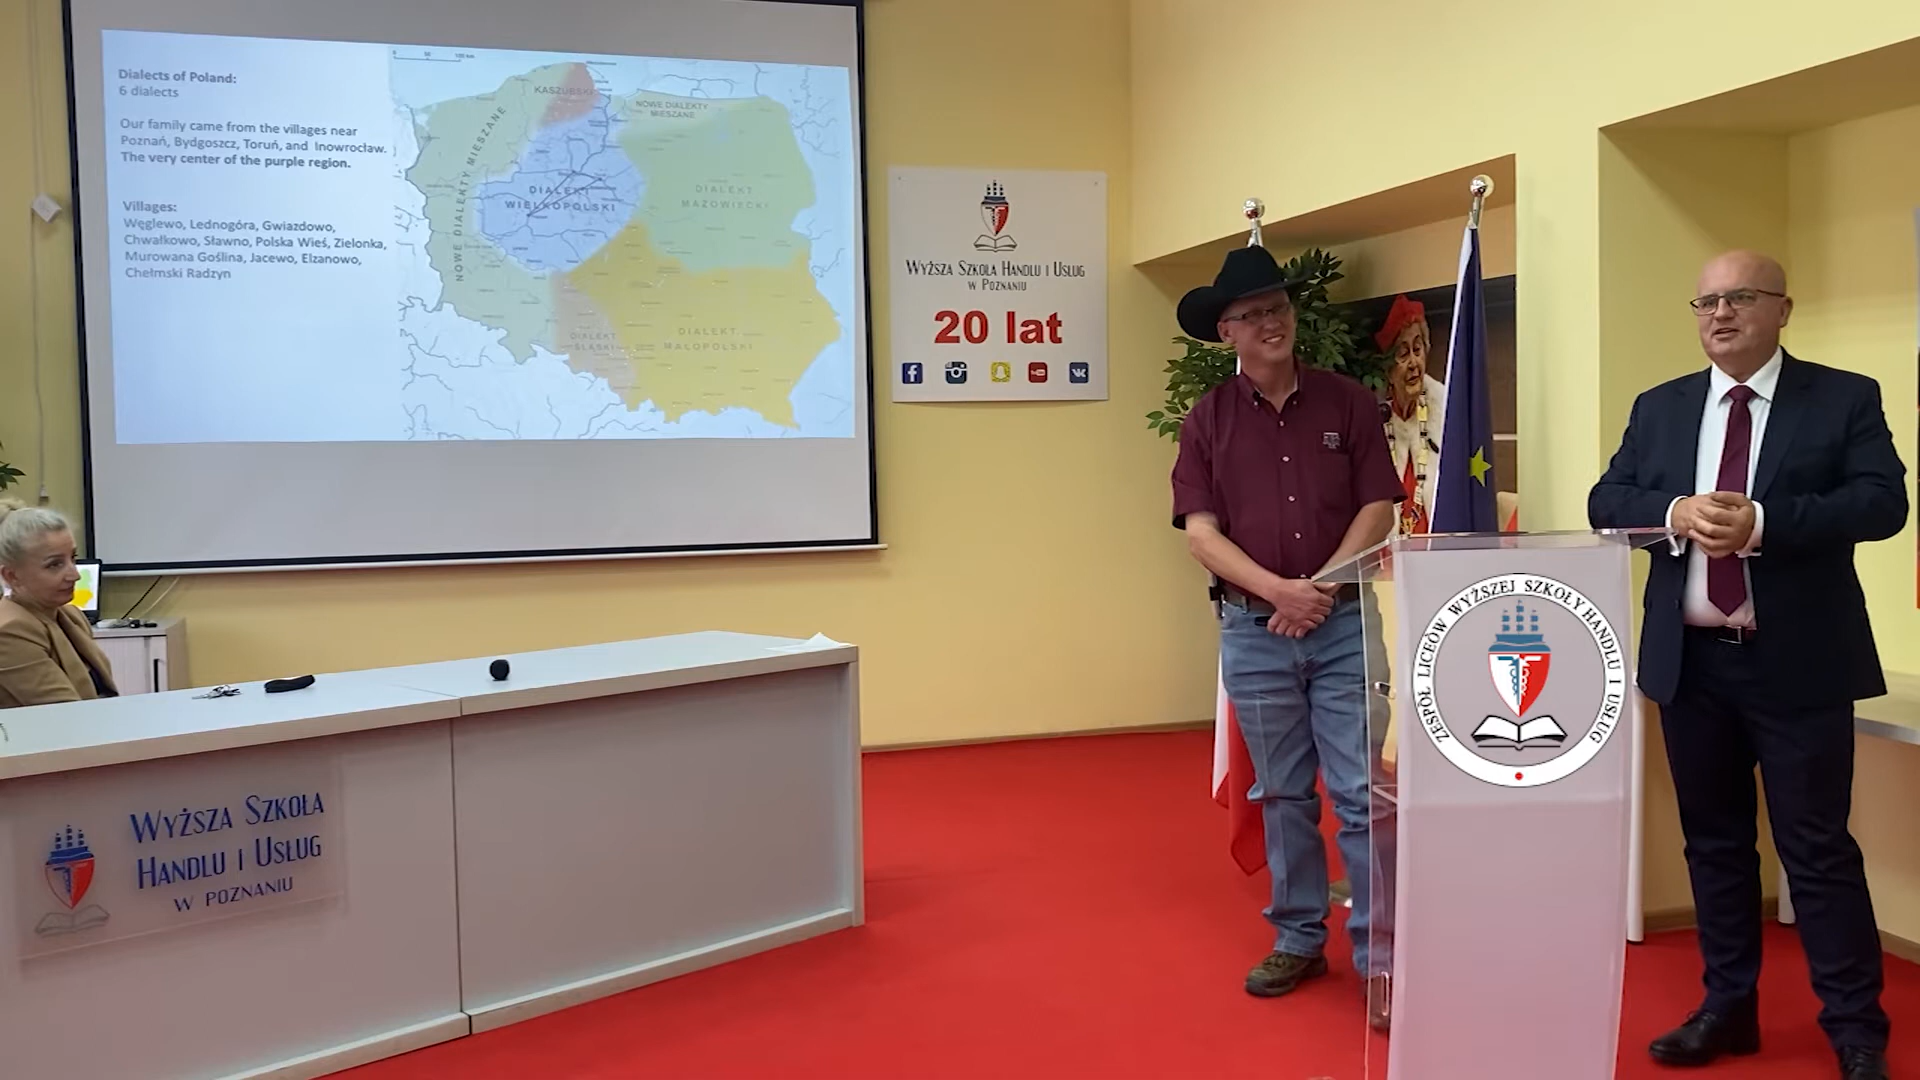 Dialects of Poland:
6 dialects
Our family came from the villages near
Poznań, Bydgoszcz, Toruń, and Inowrocław.
The very center of the purple region.
Villages:
Węglewo, Lednogóra, Gwiazdowo,
Chwałkowo, Sławno, Polska Wieś, Zielonka,
Murowana Goślina, Jacewo, Elzanowo,
Chełmski Radzyn
KASZUBSKI
NOWE DIALEKTY
MIESZANE
NOWE DIALEKTY MIESZANE
DIALEKT
WIELKOPOLSKI
DIALEKT
MAZOWIECKI
DIALEKT
ŚLĄSKI
DIALEKT
MAŁOPOLSKI
WYŻSZA SZKOŁA HANDLU I USŁUG
W POZNANIU
20 lat
ZESPÓŁ LICEÓW WYŻSZEJ SZKOŁY HANDLU I USŁUG
WYŻSZA SZKOŁA
HANDLU I USŁUG
W POZNANIU